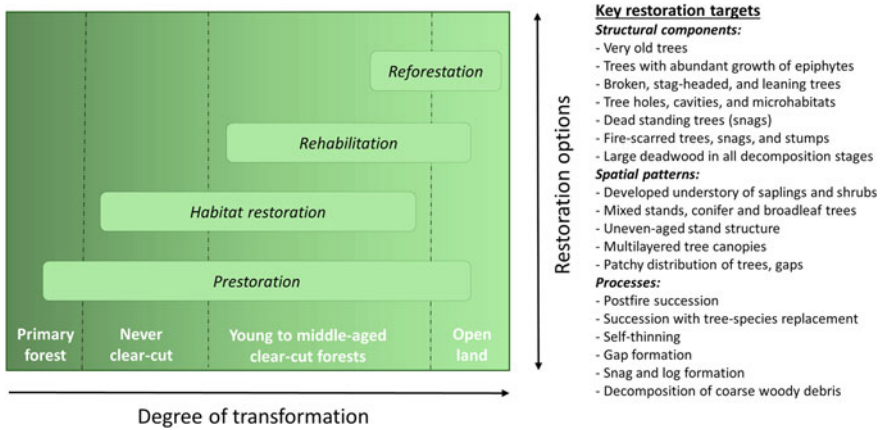 Reforestation
Rehabilitation
Habitat restoration
Prestoration
Primary
forest
Never
clear-cut
Young to middle-aged
clear-cut forests
Open
land
Degree of transformation
Restoration options
Key restoration targets
Structural components:
- Very old trees
- Trees with abundant growth of epiphytes
- Broken, stag-headed, and leaning trees
- Tree holes, cavities, and microhabitats
- Dead standing trees (snags)
- Fire-scarred trees, snags, and stumps
- Large deadwood in all decomposition stages
Spatial patterns:
- Developed understory of saplings and shrubs
- Mixed stands, conifer and broadleaf trees
- Uneven-aged stand structure
- Multilayered tree canopies
- Patchy distribution of trees, gaps
Processes:
- Postfire succession
- Succession with tree-species replacement
- Self-thinning
- Gap formation
- Snag and log formation
- Decomposition of coarse woody debris